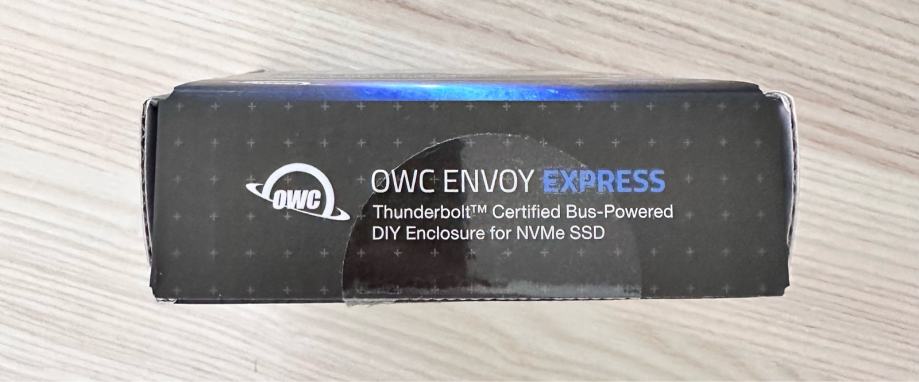 OWC
OWC ENVOY EXPRESS
Thunderbolt™ Certified Bus-Powered
DIY Enclosure for NVMe SSD